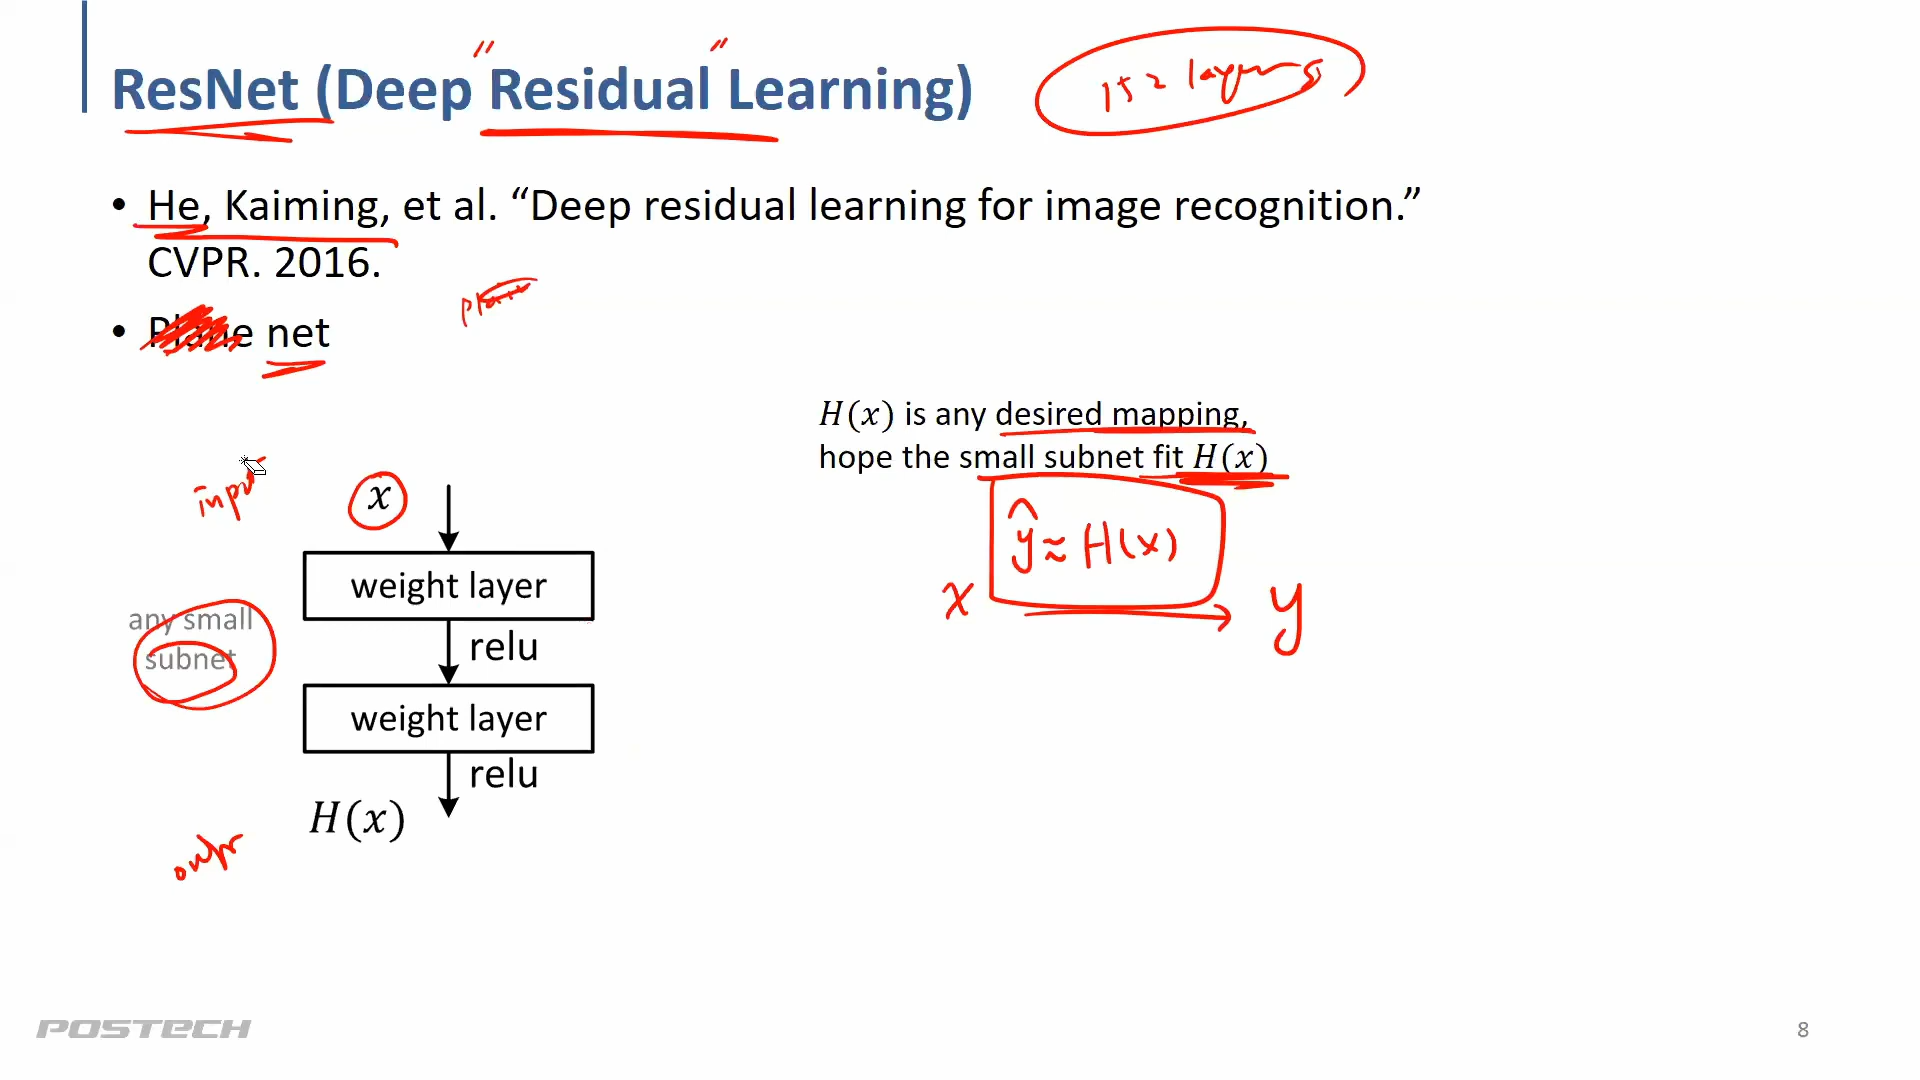 ResNet (Deep "Residual" Learning)
152 layers
• He, Kaiming, et al. “Deep residual learning for image recognition.”
CVPR. 2016.
• Plane net
plain
H(x) is any desired mapping,
hope the small subnet fit H(x)
input
x
ŷ ≈ H(x)
x
y
weight layer
any small
subnet
relu
weight layer
relu
H(x)
POSTECH
8